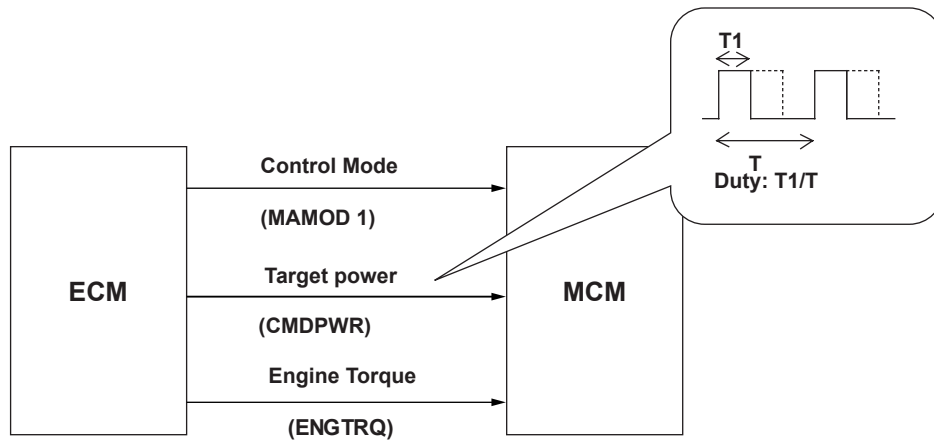 T1
T
Duty: T1/T
Control Mode
(MAMOD 1)
ECM
Target power
MCM
(CMDPWR)
Engine Torque
(ENGTRQ)